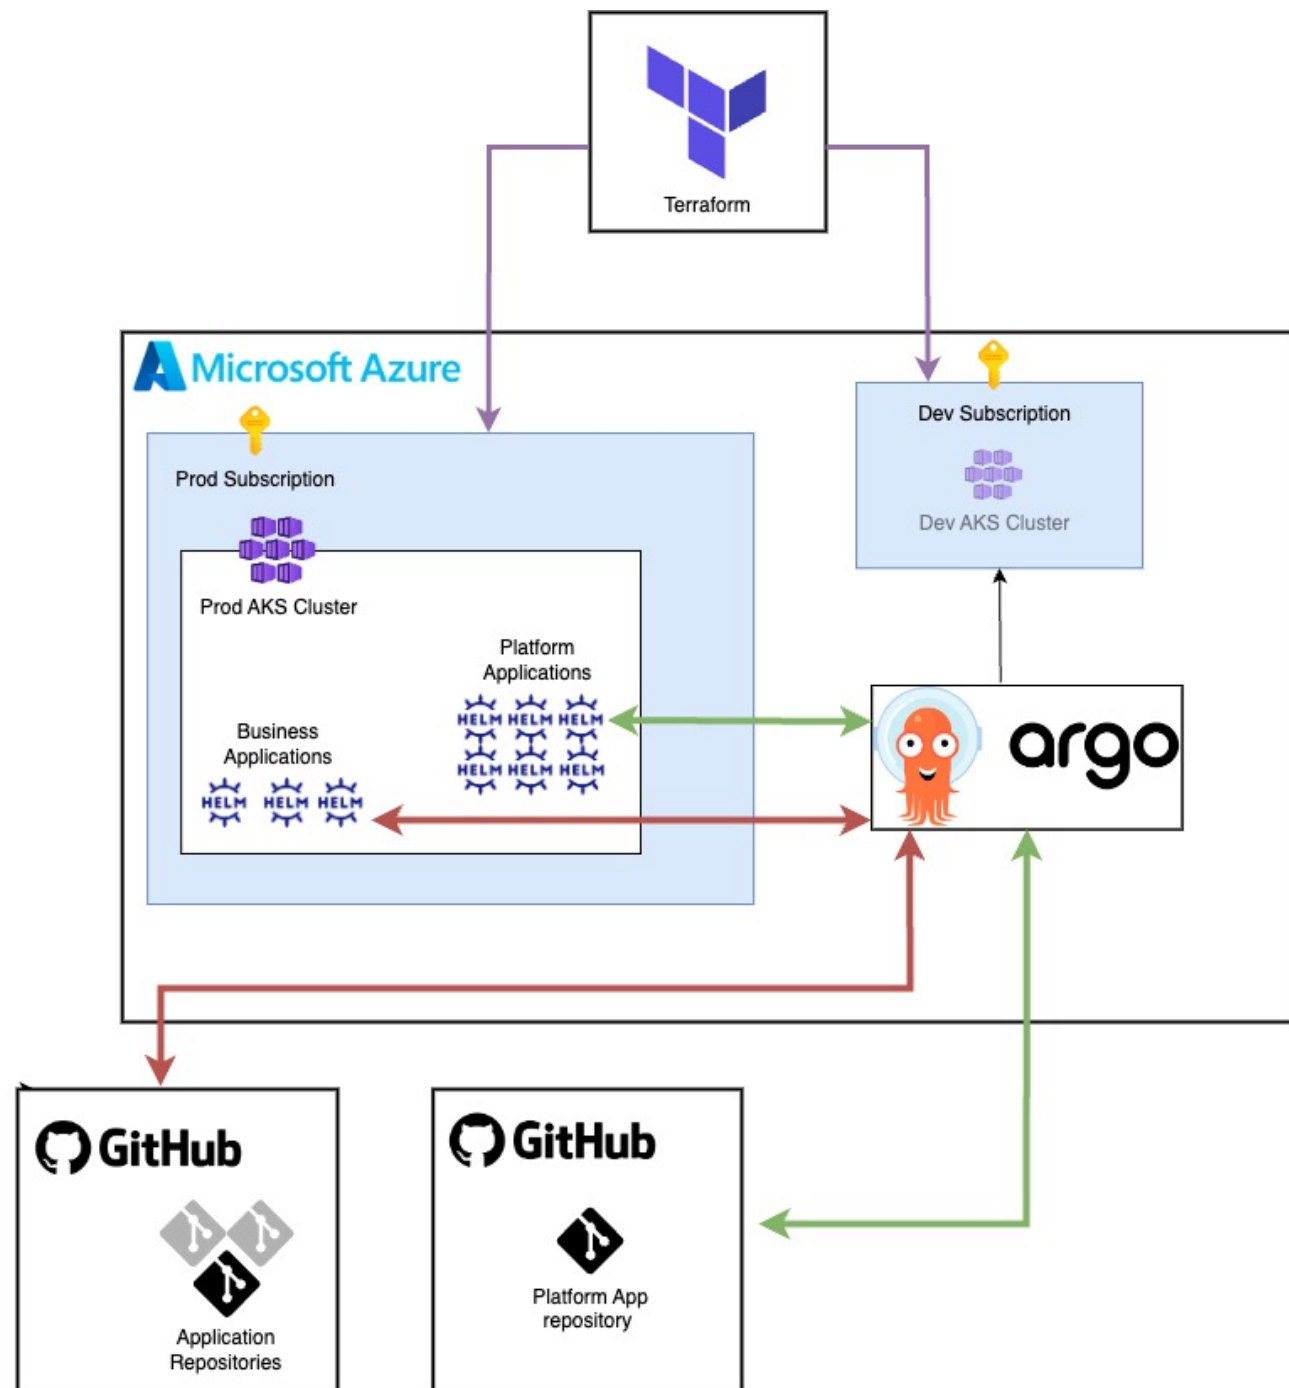 Terraform
Microsoft Azure
Dev Subscription
Dev AKS Cluster
Prod Subscription
Prod AKS Cluster
Platform
Applications
HELM HELM HELM
HELM HELM HELM
Business
Applications
HELM HELM HELM
argo
GitHub
Application
Repositories
GitHub
Platform App
repository